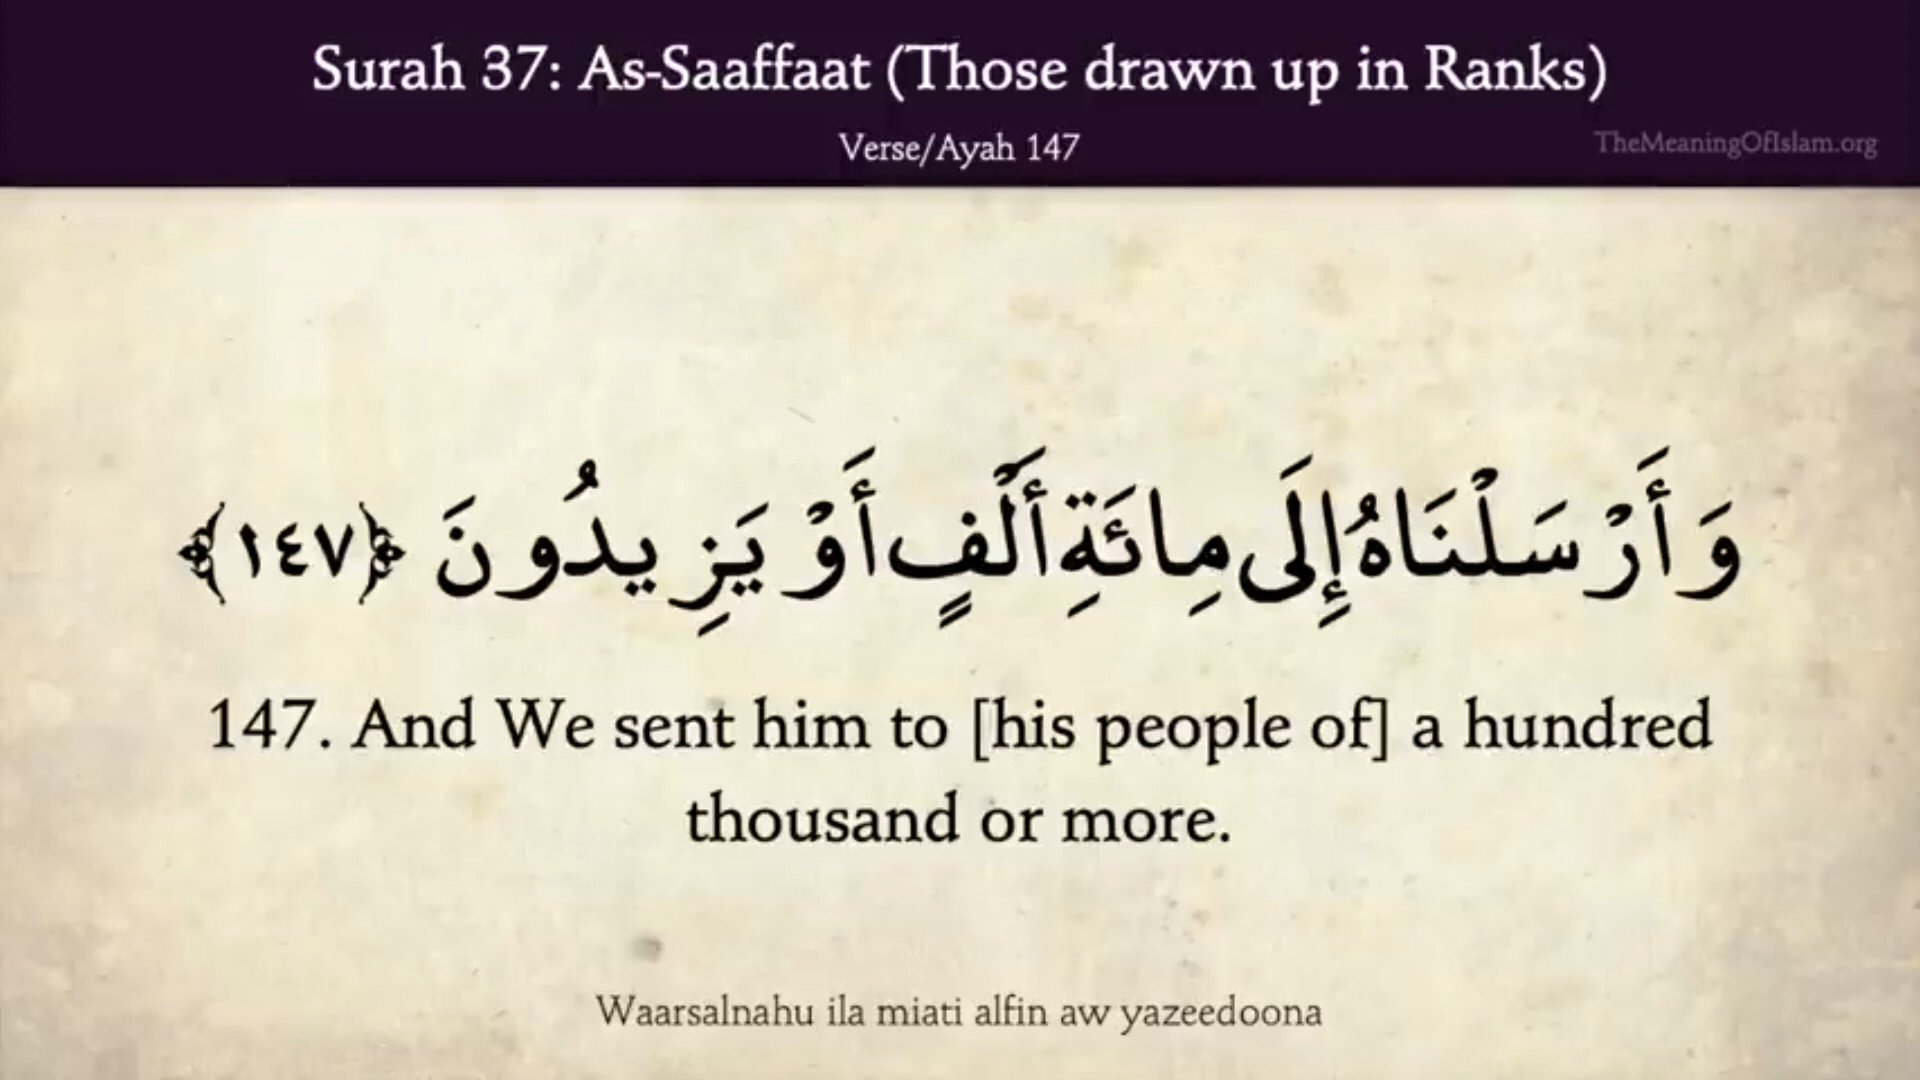 Surah 37: As-Saaffaat (Those drawn up in Ranks)
Verse/Ayah 147
TheMeaningOfIslam.org
وَأَرْسَلْنَاهُ إِلَىَ مِائَةِ أَلْفٍ أَوْ يَزِيدُونَ ﴿١٤٧﴾
147. And We sent him to [his people of] a hundred
thousand or more.
Waarsalnahu ila miati alfin aw yazeedoona